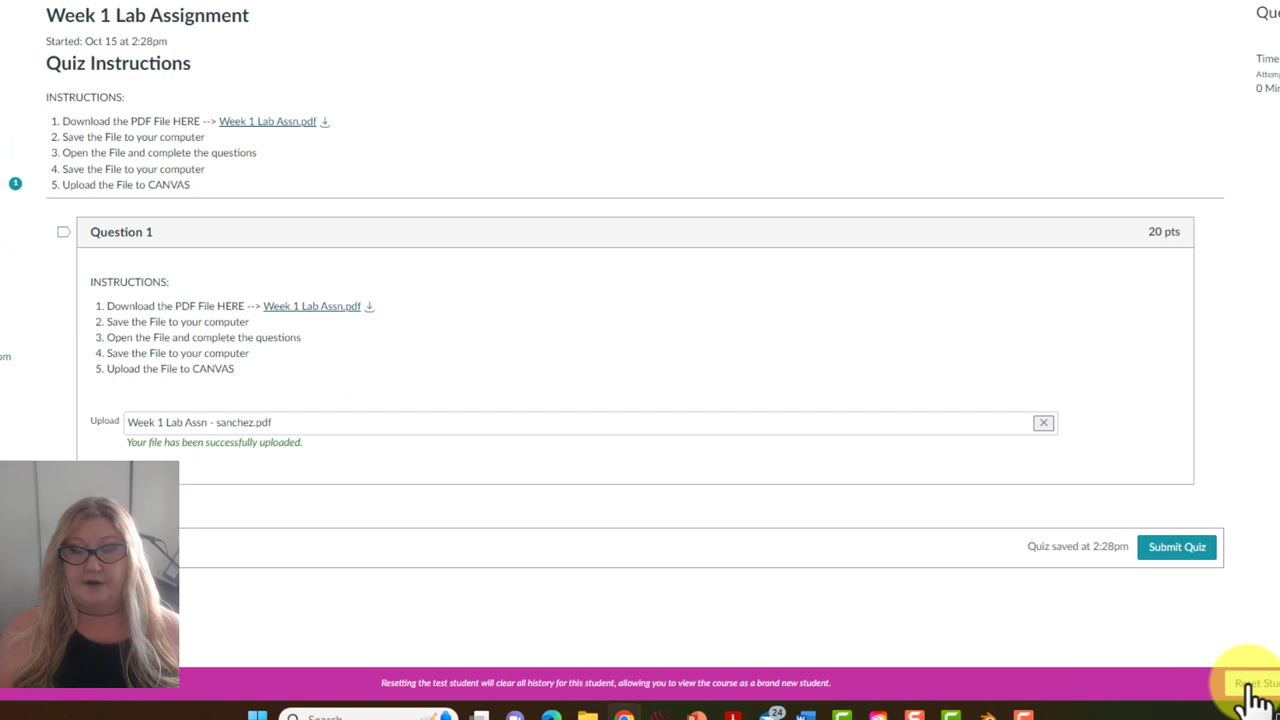 Week 1 Lab Assignment
Started: Oct 15 at 2:28pm
Quiz Instructions
INSTRUCTIONS:
1. Download the PDF File HERE --> Week 1 Lab Assn.pdf
2. Save the File to your computer
3. Open the File and complete the questions
4. Save the File to your computer
5. Upload the File to CANVAS
1
Question 1
20 pts
INSTRUCTIONS:
1. Download the PDF File HERE --> Week 1 Lab Assn.pdf
2. Save the File to your computer
3. Open the File and complete the questions
4. Save the File to your computer
5. Upload the File to CANVAS
Upload Week 1 Lab Assn - sanchez.pdf
Your file has been successfully uploaded.
Quiz saved at 2:28pm Submit Quiz
Time
0
Resetting the test student will clear all history for this student, allowing you to view the course as a brand new student.
Search
24